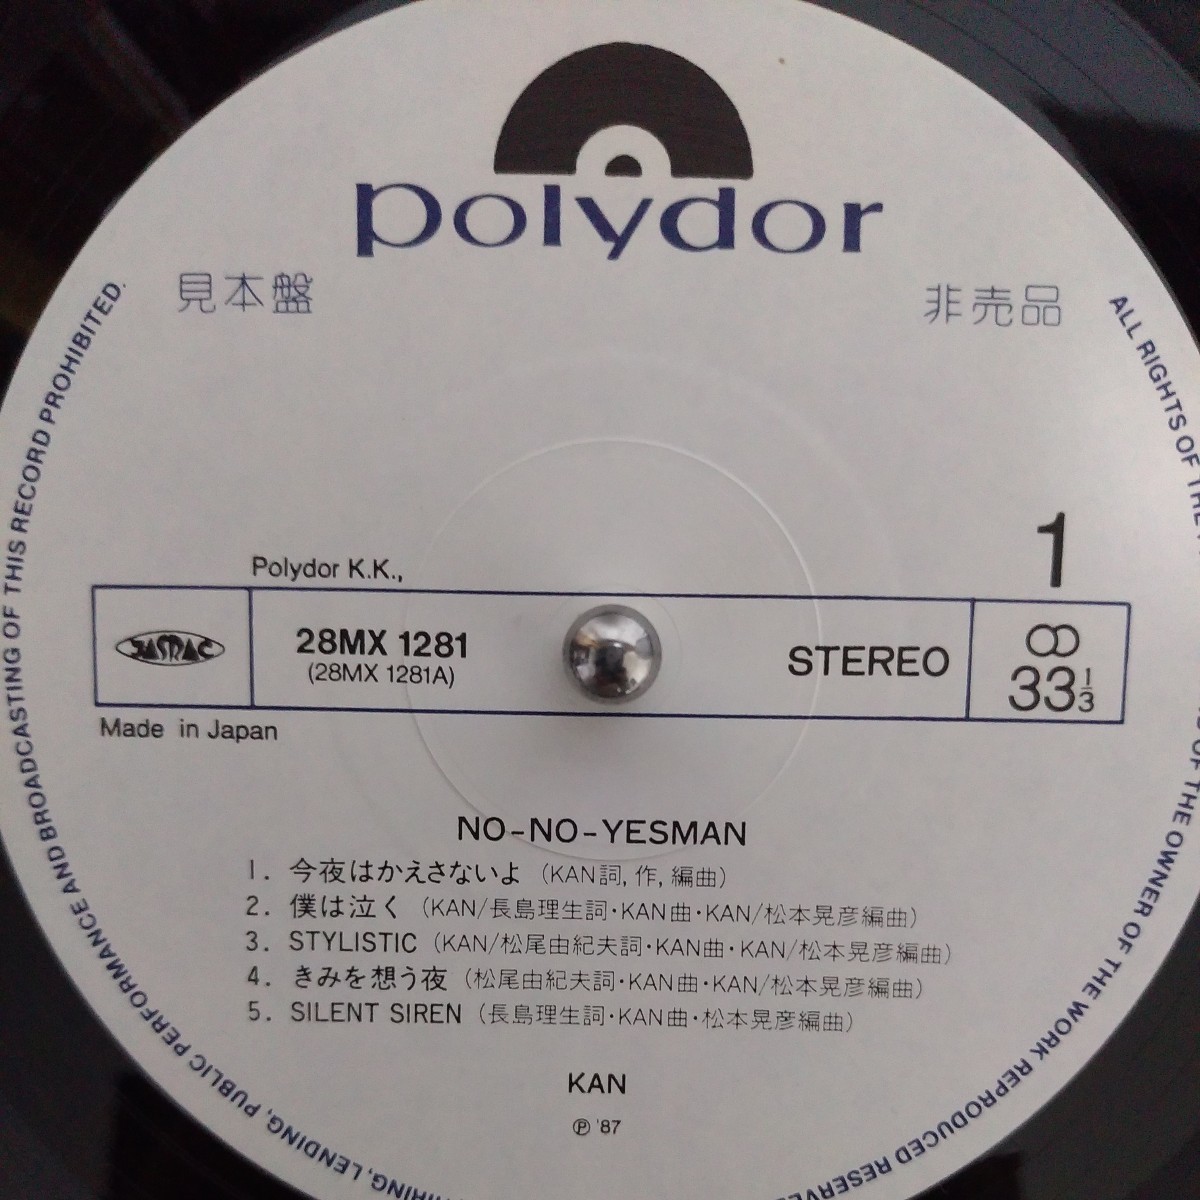 polydor
見本盤
非売品
1
Polydor K.K.,
JASRAC
28MX 1281
(28MX 1281A)
STEREO
33 1/3
Made in Japan
NO-NO-YESMAN
1. 今夜はかえさないよ (KAN詞, 作, 編曲)
2. 僕は泣く (KAN/長島理生詞・KAN曲・KAN/松本晃彦編曲)
3. STYLISTIC (KAN/松尾由紀夫詞・KAN曲・KAN/松本晃彦編曲)
4. きみを想う夜 (松尾由紀夫詞・KAN曲・KAN/松本晃彦編曲)
5. SILENT SIREN (長島理生詞・KAN曲・松本晃彦編曲)
KAN
Ⓟ '87
ALL RIGHTS OF THE
OF THE OWNER OF THE WORK REPRODUCED RESERVED
HIRING, LENDING, PUBLIC PERFORMANCE AND BROADCASTING OF THIS RECORD PROHIBITED.